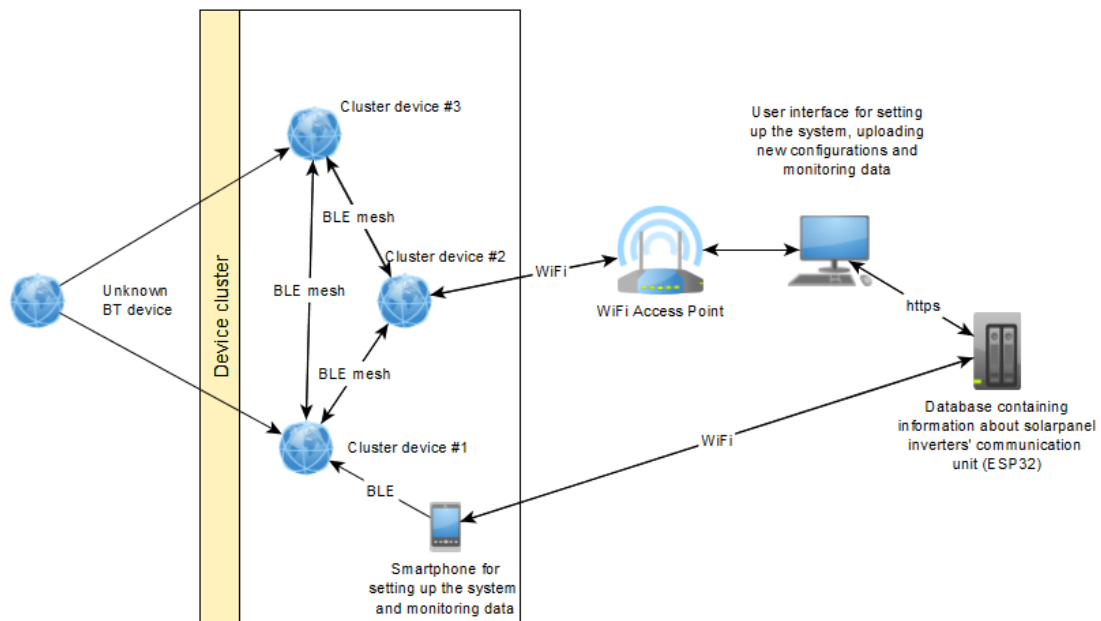 Cluster device #3
User interface for setting
up the system, uploading
new configurations and
monitoring data
BLE mesh
Cluster device #2
WiFi
Unknown
BT device
BLE mesh
WiFi Access Point
https
Device cluster
BLE mesh
Database containing
information about solarpanel
inverters' communication
unit (ESP32)
Cluster device #1
WiFi
BLE
Smartphone for
setting up the system
and monitoring data